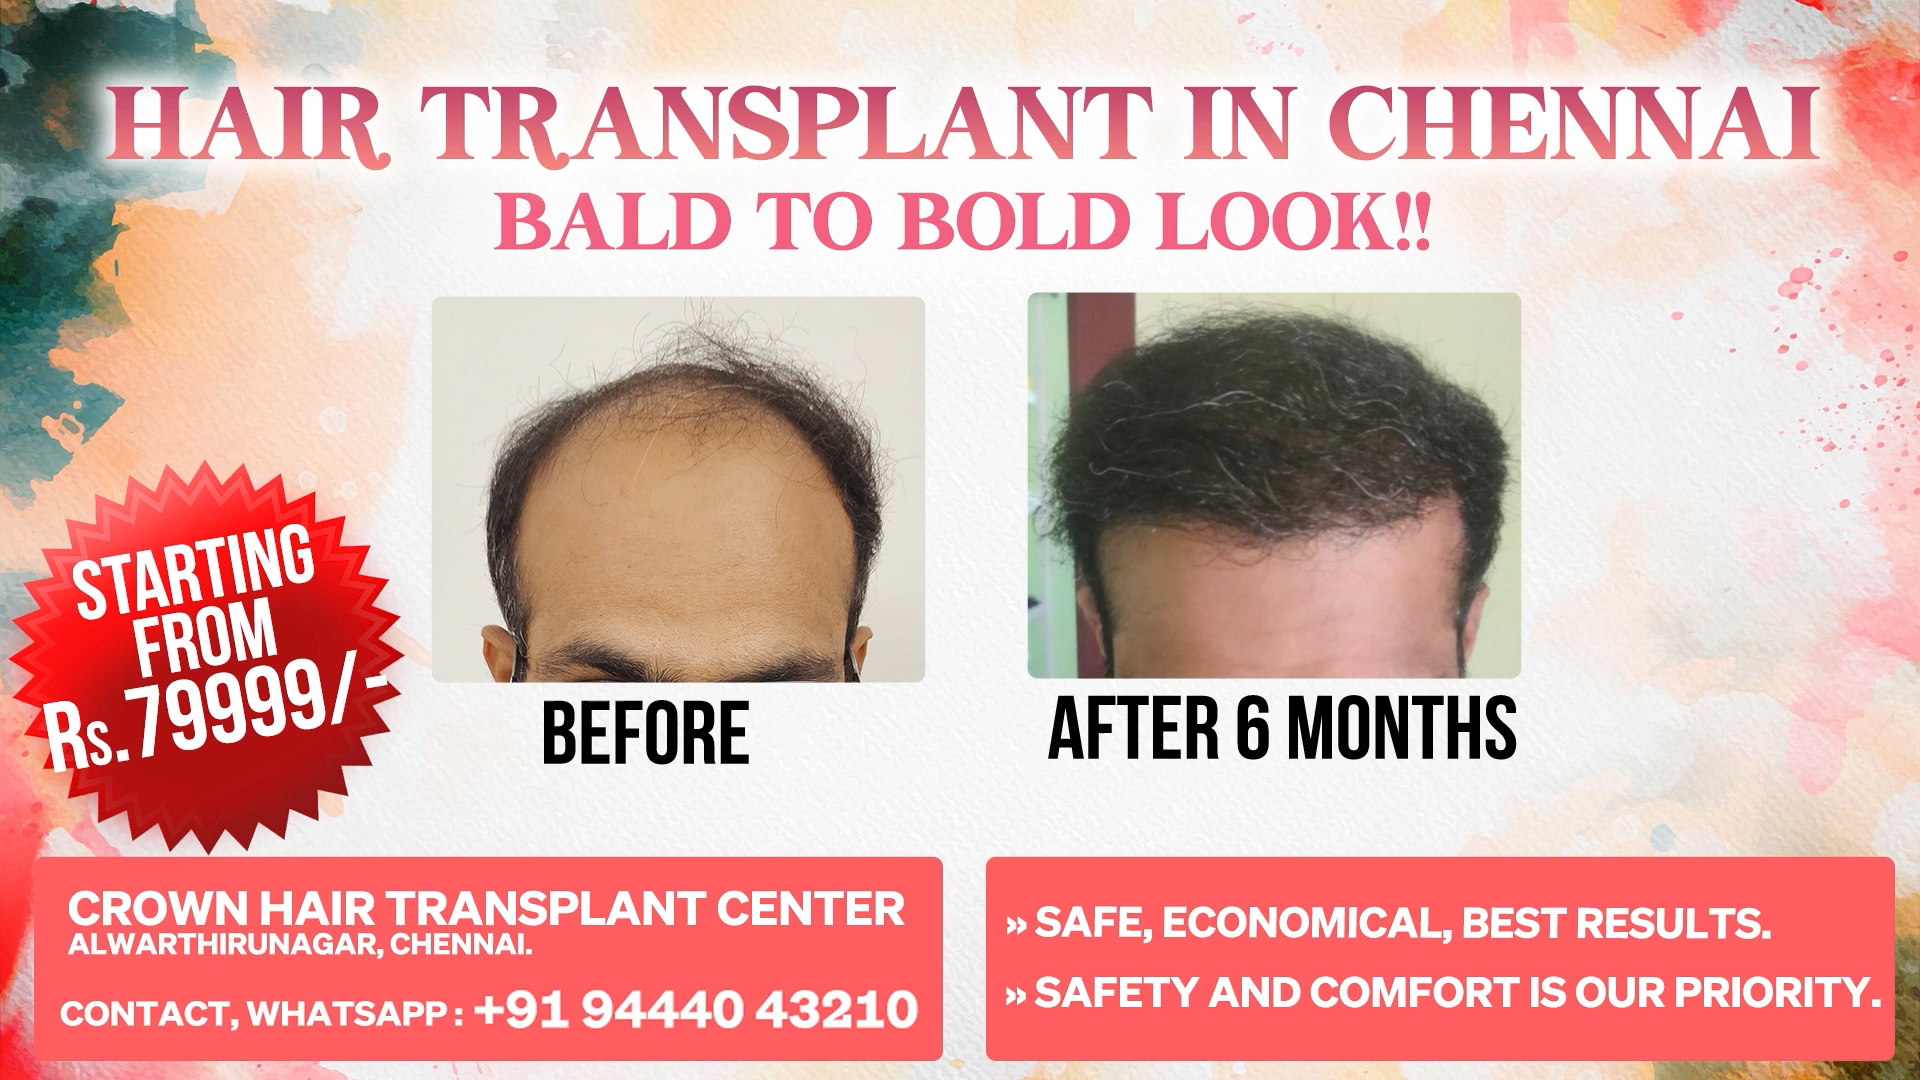 HAIR TRANSPLANT IN CHENNAI
BALD TO BOLD LOOK!!
STARTING
FROM
Rs.79999/-
BEFORE
AFTER 6 MONTHS
CROWN HAIR TRANSPLANT CENTER
ALWARTHIRUNAGAR, CHENNAI.
CONTACT, WHATSAPP : +91 94440 43210
» SAFE, ECONOMICAL, BEST RESULTS.
» SAFETY AND COMFORT IS OUR PRIORITY.